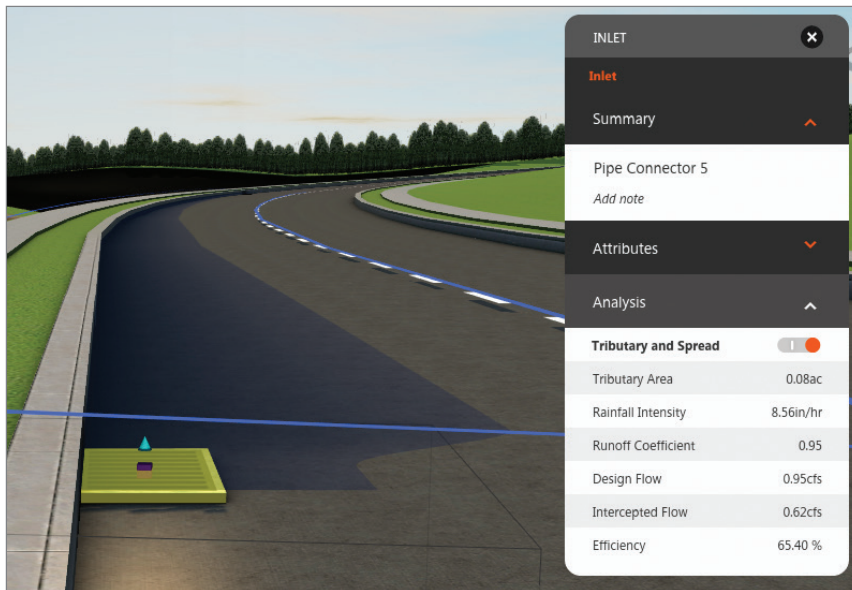 INLET
Inlet
Summary
Pipe Connector 5
Add note
Attributes
Analysis
Tributary and Spread
Tributary Area 0.08ac
Rainfall Intensity 8.56in/hr
Runoff Coefficient 0.95
Design Flow 0.95cfs
Intercepted Flow 0.62cfs
Efficiency 65.40 %